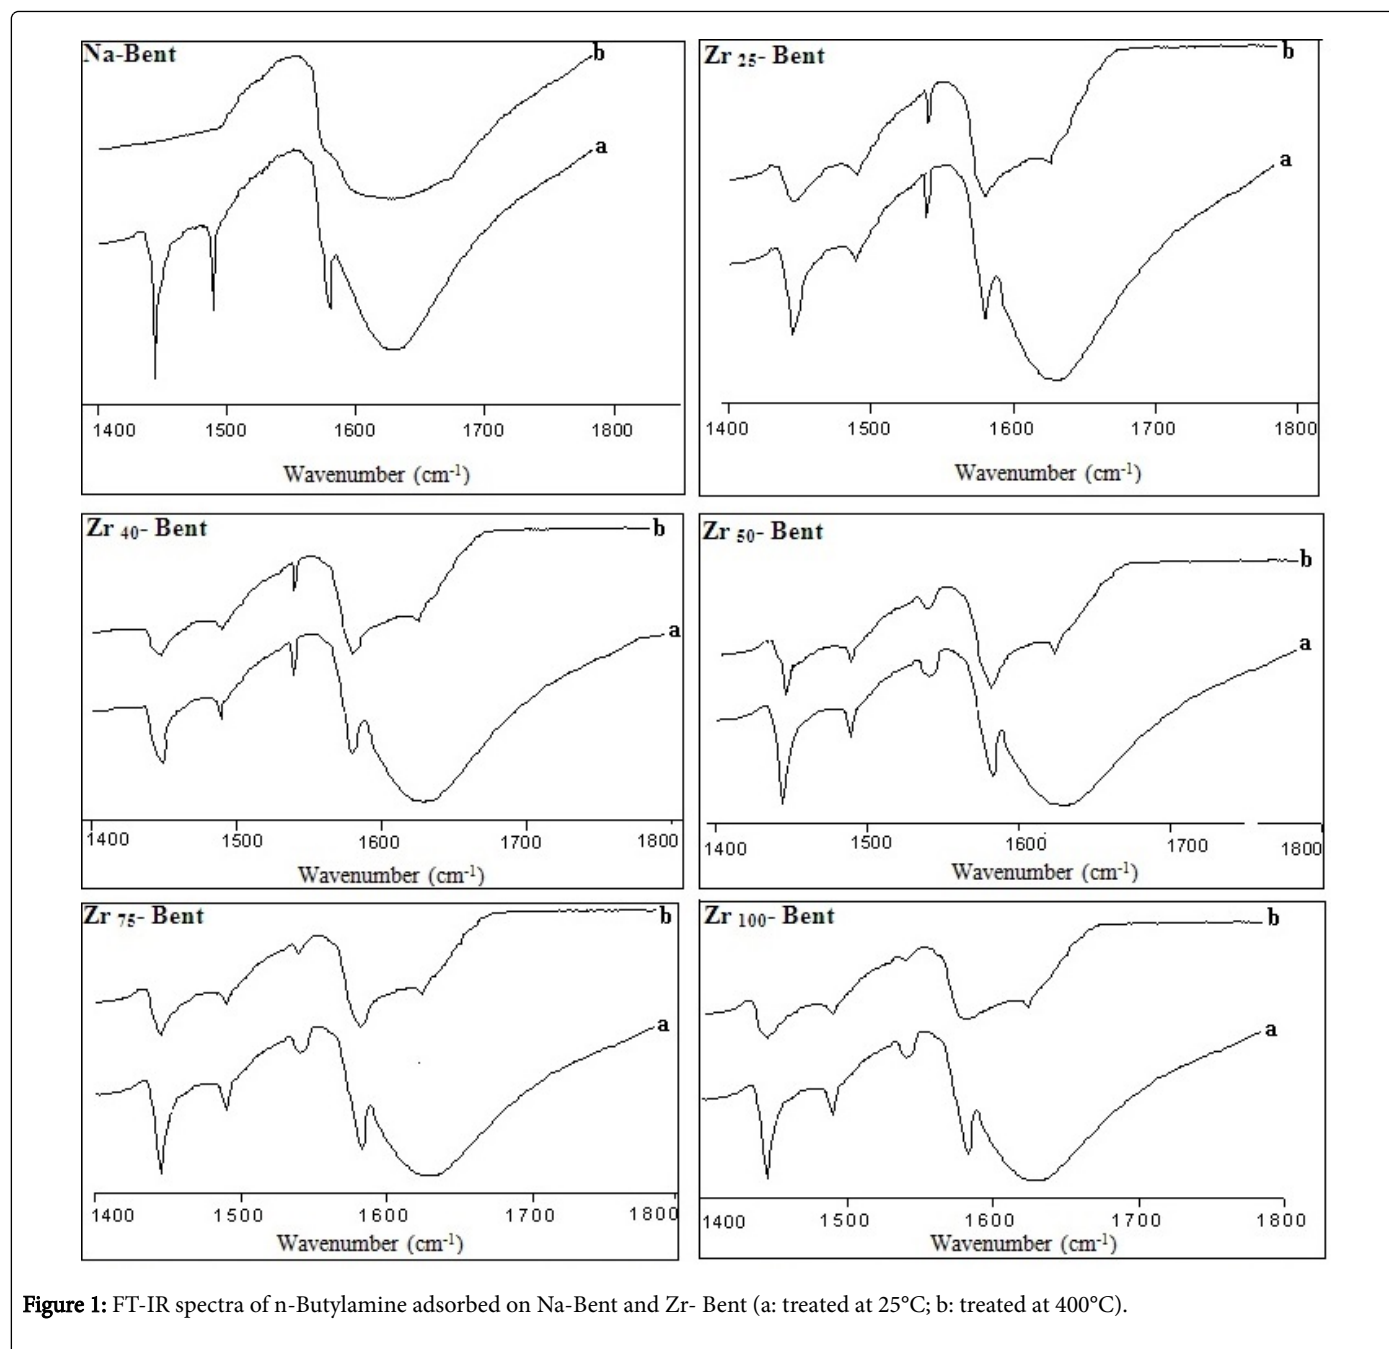 Na-Bent
b
a
1400 1500 1600 1700 1800
Wavenumber (cm-1)
Zr 25- Bent
b
a
1400 1500 1600 1700 1800
Wavenumber (cm-1)
Zr 40- Bent
b
a
1400 1500 1600 1700 1800
Wavenumber (cm-1)
Zr 50- Bent
b
a
1400 1500 1600 1700 1800
Wavenumber (cm-1)
Zr 75- Bent
b
a
1400 1500 1600 1700 1800
Wavenumber (cm-1)
Zr 100- Bent
b
a
1400 1500 1600 1700 1800
Wavenumber (cm-1)
Figure 1: FT-IR spectra of n-Butylamine adsorbed on Na-Bent and Zr- Bent (a: treated at 25°C; b: treated at 400°C).